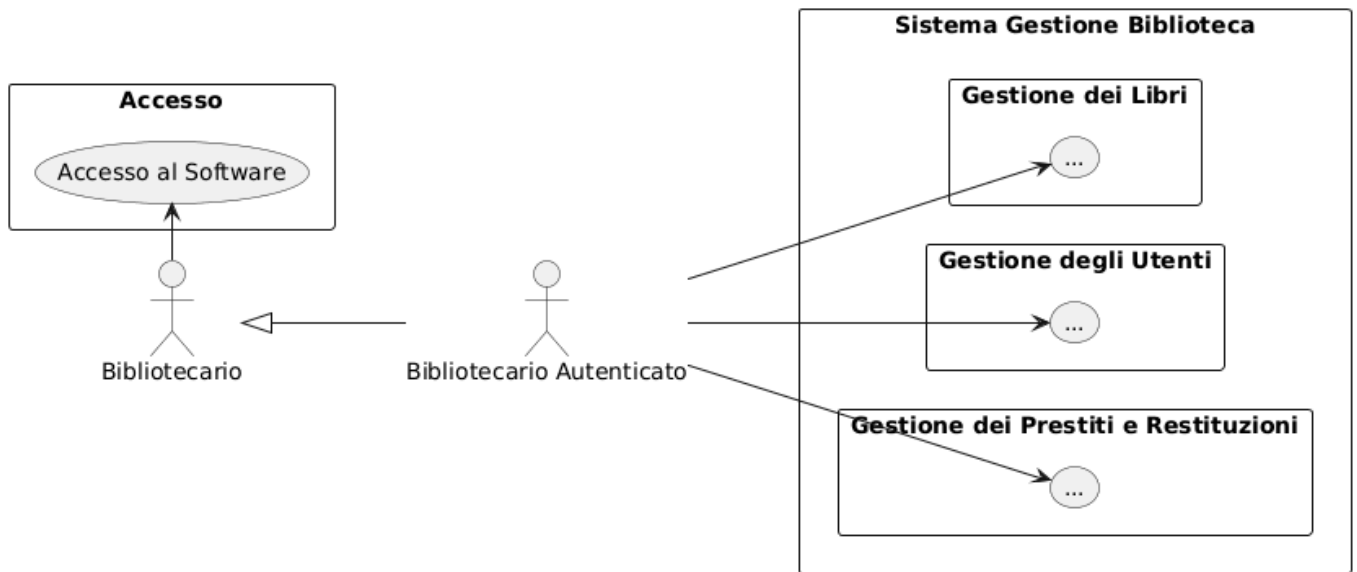 Sistema Gestione Biblioteca
Accesso
Accesso al Software
Bibliotecario
Bibliotecario Autenticato
Gestione dei Libri
...
Gestione degli Utenti
...
Gestione dei Prestiti e Restituzioni
...